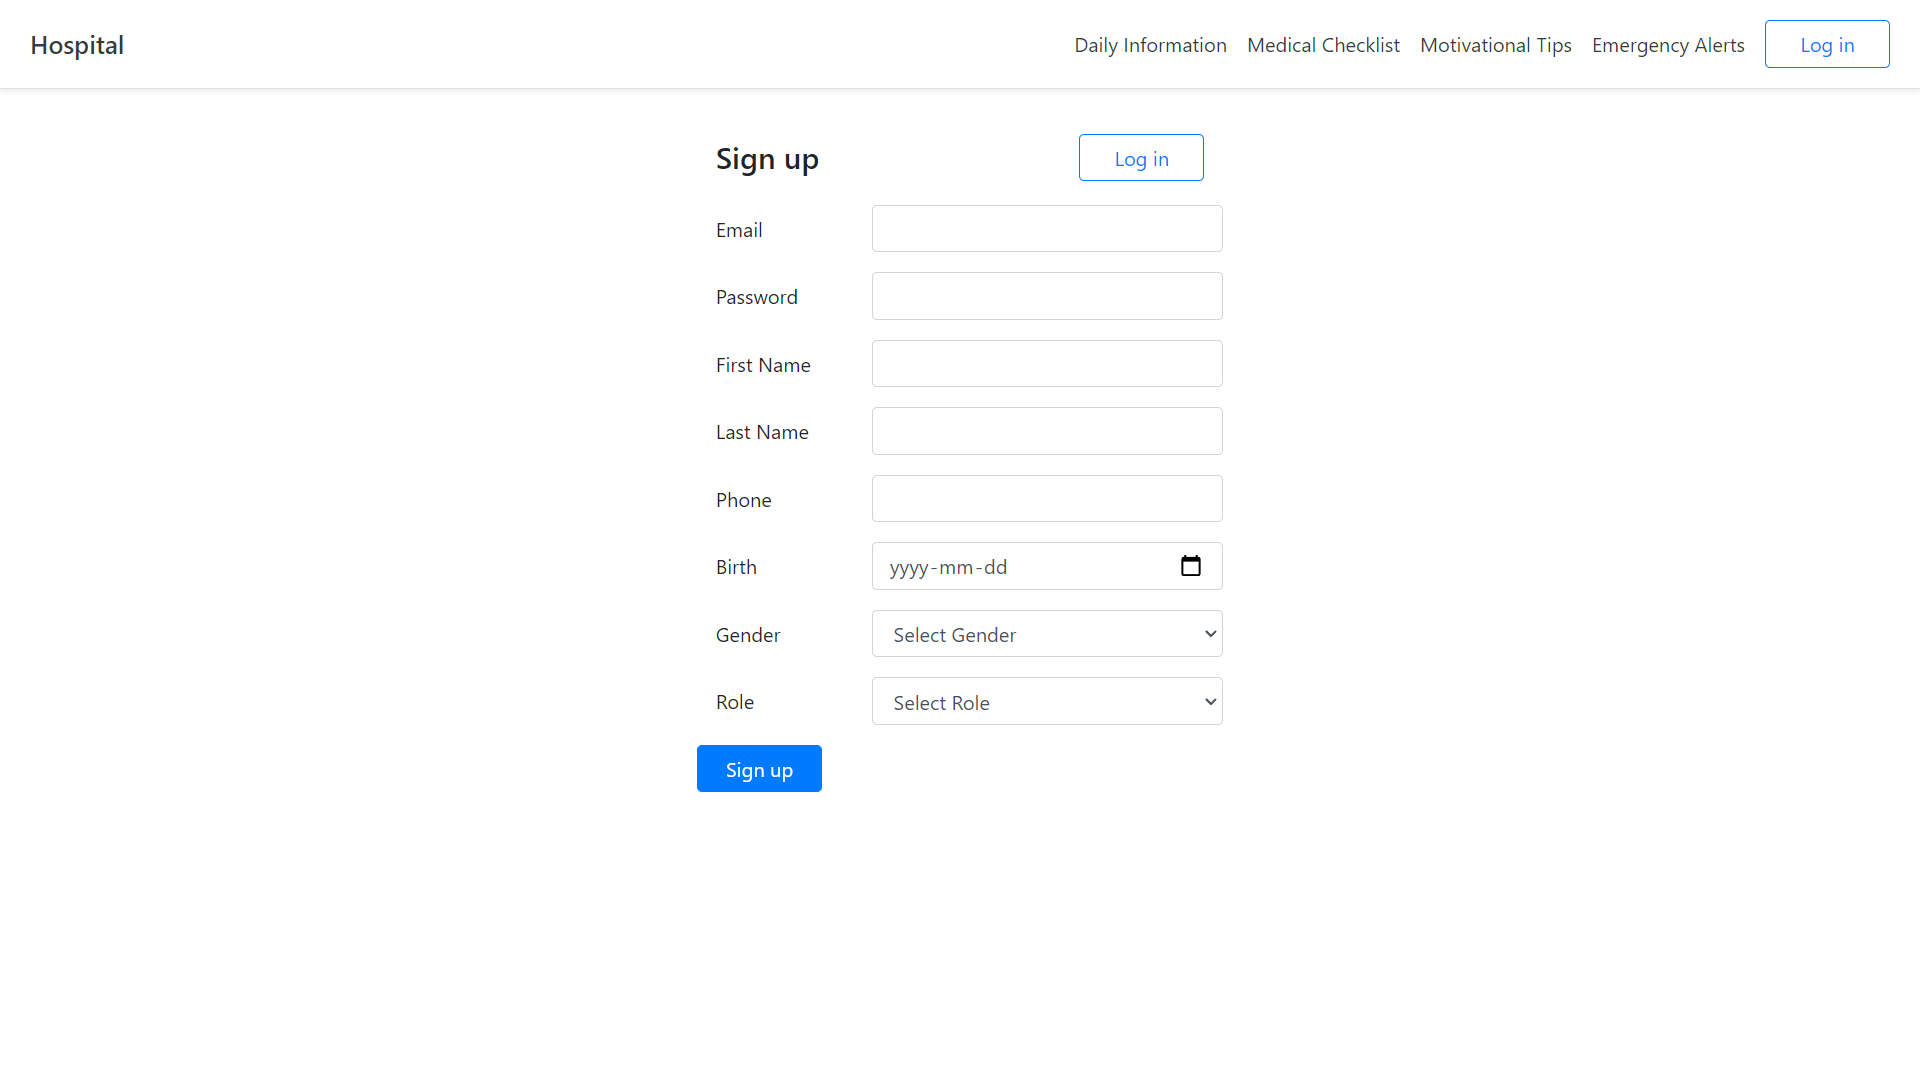 Hospital
Daily Information Medical Checklist Motivational Tips Emergency Alerts Log in
Sign up Log in
Email
Password
First Name
Last Name
Phone
Birth yyyy-mm-dd
Gender Select Gender
Role Select Role
Sign up